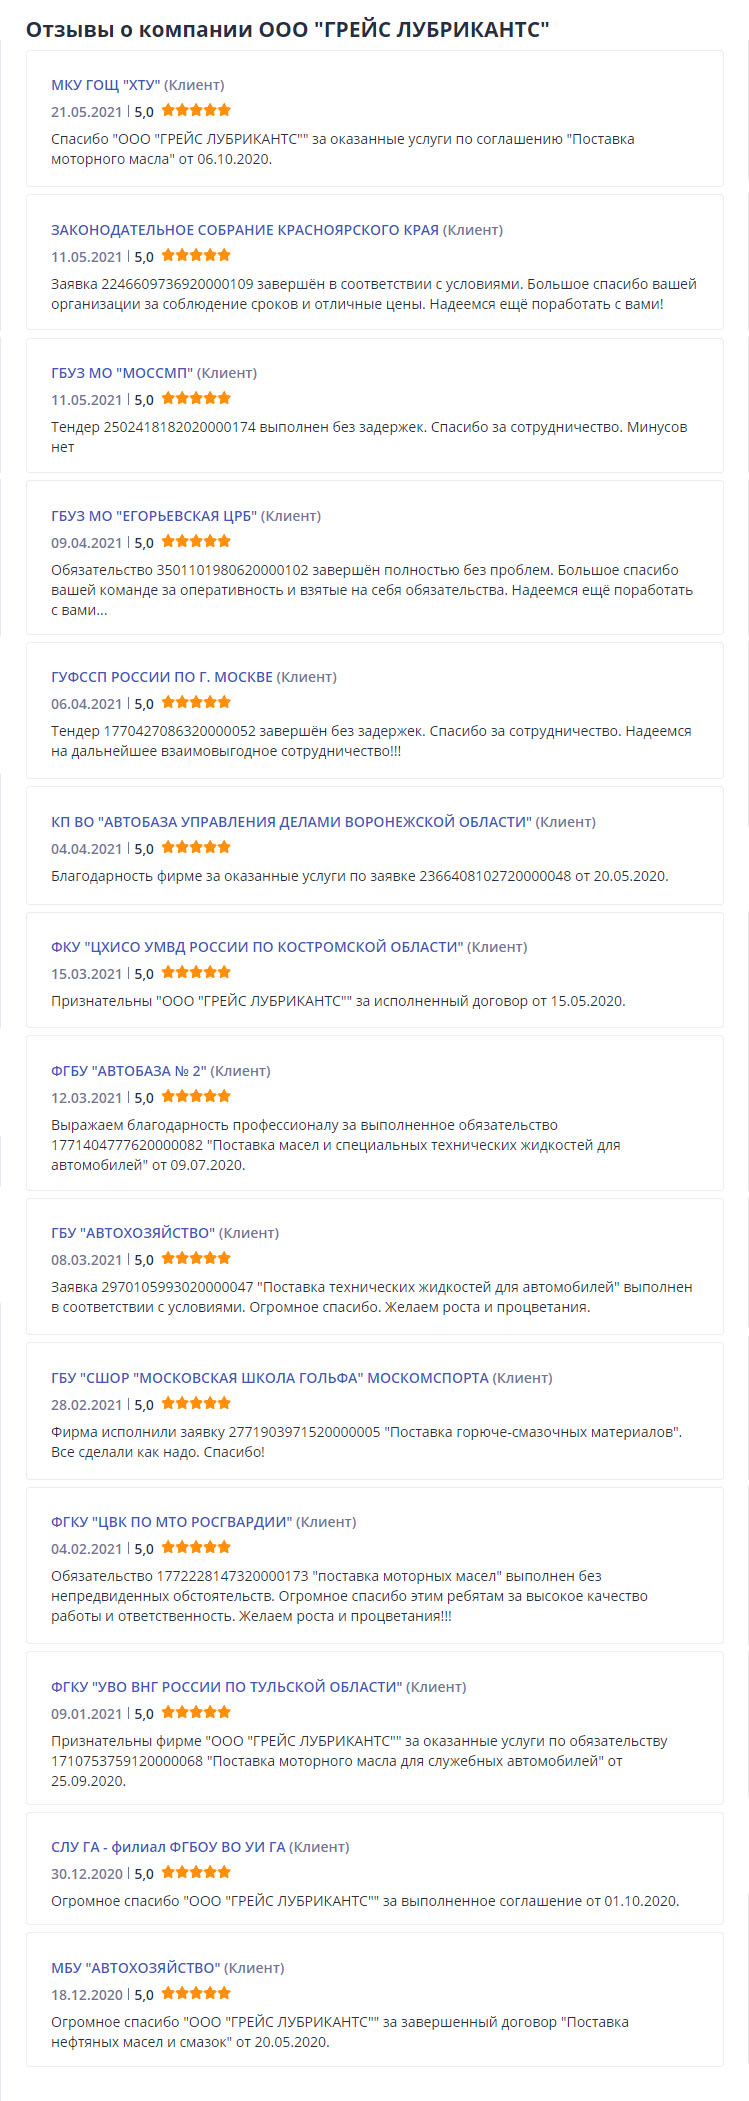 Отзывы о компании ООО "ГРЕЙС ЛУБРИКАНТС"
МКУ ГОЩ "ХТУ" (Клиент)
21.05.2021 | 5,0
Спасибо "ООО "ГРЕЙС ЛУБРИКАНТС"" за оказанные услуги по соглашению "Поставка
моторного масла" от 06.10.2020.
ЗАКОНОДАТЕЛЬНОЕ СОБРАНИЕ КРАСНОЯРСКОГО КРАЯ (Клиент)
11.05.2021 | 5,0
Заявка 2246609736920000109 завершён в соответствии с условиями. Большое спасибо вашей
организации за соблюдение сроков и отличные цены. Надеемся ещё поработать с вами!
ГБУЗ МО "МОССМП" (Клиент)
11.05.2021 | 5,0
Тендер 2502418182020000174 выполнен без задержек. Спасибо за сотрудничество. Минусов
нет
ГБУЗ МО "ЕГОРЬЕВСКАЯ ЦРБ" (Клиент)
09.04.2021 | 5,0
Обязательство 3501101980620000102 завершён полностью без проблем. Большое спасибо
вашей команде за оперативность и взятые на себя обязательства. Надеемся ещё поработать
с вами...
ГУФССП РОССИИ ПО Г. МОСКВЕ (Клиент)
06.04.2021 | 5,0
Тендер 1770427086320000052 завершён без задержек. Спасибо за сотрудничество. Надеемся
на дальнейшее взаимовыгодное сотрудничество!!!
КП ВО "АВТОБАЗА УПРАВЛЕНИЯ ДЕЛАМИ ВОРОНЕЖСКОЙ ОБЛАСТИ" (Клиент)
04.04.2021 | 5,0
Благодарность фирме за оказанные услуги по заявке 2366408102720000048 от 20.05.2020.
ФКУ "ЦХИСО УМВД РОССИИ ПО КОСТРОМСКОЙ ОБЛАСТИ" (Клиент)
15.03.2021 | 5,0
Признательны "ООО "ГРЕЙС ЛУБРИКАНТС"" за исполненный договор от 15.05.2020.
ФГБУ "АВТОБАЗА № 2" (Клиент)
12.03.2021 | 5,0
Выражаем благодарность профессионалу за выполненное обязательство
1771404777620000082 "Поставка масел и специальных технических жидкостей для
автомобилей" от 09.07.2020.
ГБУ "АВТОХОЗЯЙСТВО" (Клиент)
08.03.2021 | 5,0
Заявка 2970105993020000047 "Поставка технических жидкостей для автомобилей" выполнен
в соответствии с условиями. Огромное спасибо. Желаем роста и процветания.
ГБУ "СШОР "МОСКОВСКАЯ ШКОЛА ГОЛЬФА" МОСКОМСПОРТА (Клиент)
28.02.2021 | 5,0
Фирма исполнили заявку 2771903971520000005 "Поставка горюче-смазочных материалов".
Все сделали как надо. Спасибо!
ФГКУ "ЦВК ПО МТО РОСГВАРДИИ" (Клиент)
04.02.2021 | 5,0
Обязательство 1772228147320000173 "поставка моторных масел" выполнен без
непредвиденных обстоятельств. Огромное спасибо этим ребятам за высокое качество
работы и ответственность. Желаем роста и процветания!!!
ФГКУ "УВО ВНГ РОССИИ ПО ТУЛЬСКОЙ ОБЛАСТИ" (Клиент)
09.01.2021 | 5,0
Признательны фирме "ООО "ГРЕЙС ЛУБРИКАНТС"" за оказанные услуги по обязательству
1710753759120000068 "Поставка моторного масла для служебных автомобилей" от
25.09.2020.
СЛУ ГА - филиал ФГБОУ ВО УИ ГА (Клиент)
30.12.2020 | 5,0
Огромное спасибо "ООО "ГРЕЙС ЛУБРИКАНТС"" за выполненное соглашение от 01.10.2020.
МБУ "АВТОХОЗЯЙСТВО" (Клиент)
18.12.2020 | 5,0
Огромное спасибо "ООО "ГРЕЙС ЛУБРИКАНТС"" за завершенный договор "Поставка
нефтяных масел и смазок" от 20.05.2020.